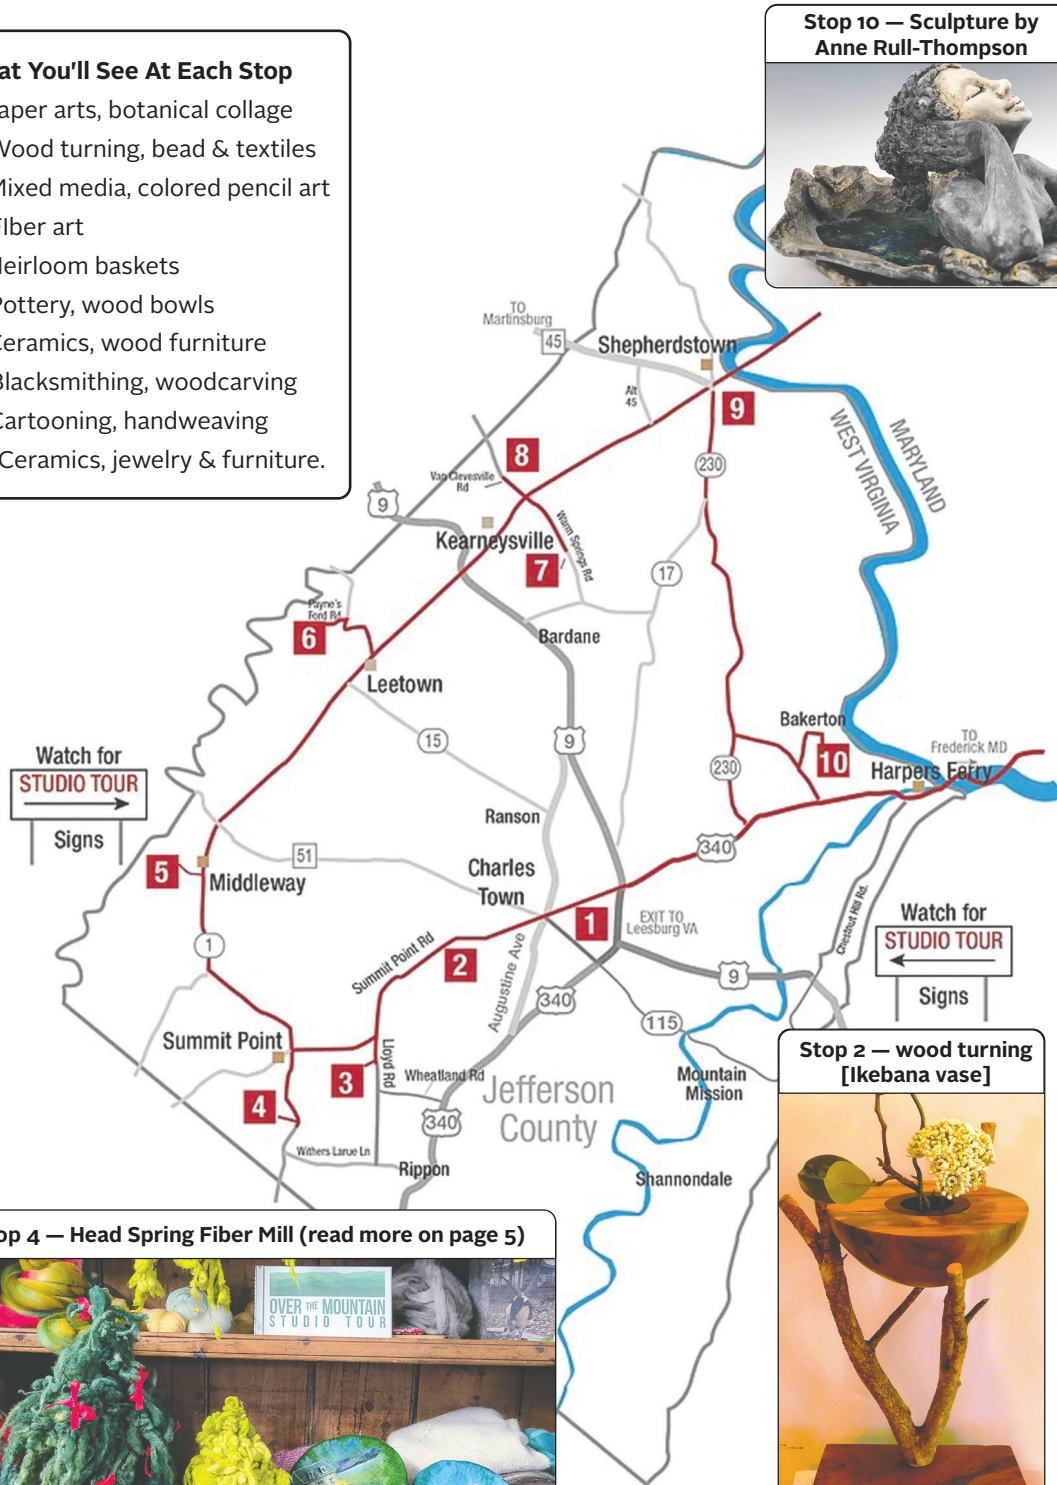 at You'll See At Each Stop
aper arts, botanical collage
Wood turning, bead & textiles
Mixed media, colored pencil art
FIber art
Heirloom baskets
Pottery, wood bowls
Ceramics, wood furniture
Blacksmithing, woodcarving
Cartooning, handweaving
Ceramics, jewelry & furniture.
Stop 10 — Sculpture by
Anne Rull-Thompson
TO
Martinsburg
45
Shepherdstown
Alt
45
9
8
230
MARYLAND
WEST VIRGINIA
Van Clevesville
Rd
9
Kearneysville
Warm Springs Rd
7
17
Payne's
Ford Rd
6
Bardane
Leetown
15
9
Bakerton
10
230
TO
Frederick MD
Harpers Ferry
Watch for
STUDIO TOUR
Signs
Ranson
340
51
Charles
Town
5
Middleway
1
EXIT TO
Leesburg VA
Chestnut Hill Rd.
Watch for
STUDIO TOUR
Signs
1
Summit Point Rd
2
Augustine Ave
9
340
115
Summit Point
3
Lloyd Rd
Wheatland Rd
Jefferson
County
Mountain
Mission
4
340
Withers Larue Ln
Rippon
Shannondale
Stop 2 — wood turning
[Ikebana vase]
op 4 — Head Spring Fiber Mill (read more on page 5)
OVER THE MOUNTAIN
STUDIO TOUR